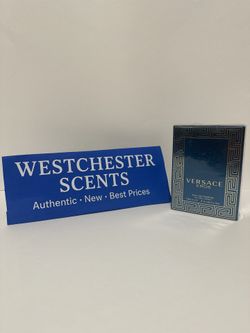 WESTCHESTER
SCENTS
Authentic • New • Best Prices
VERSACE